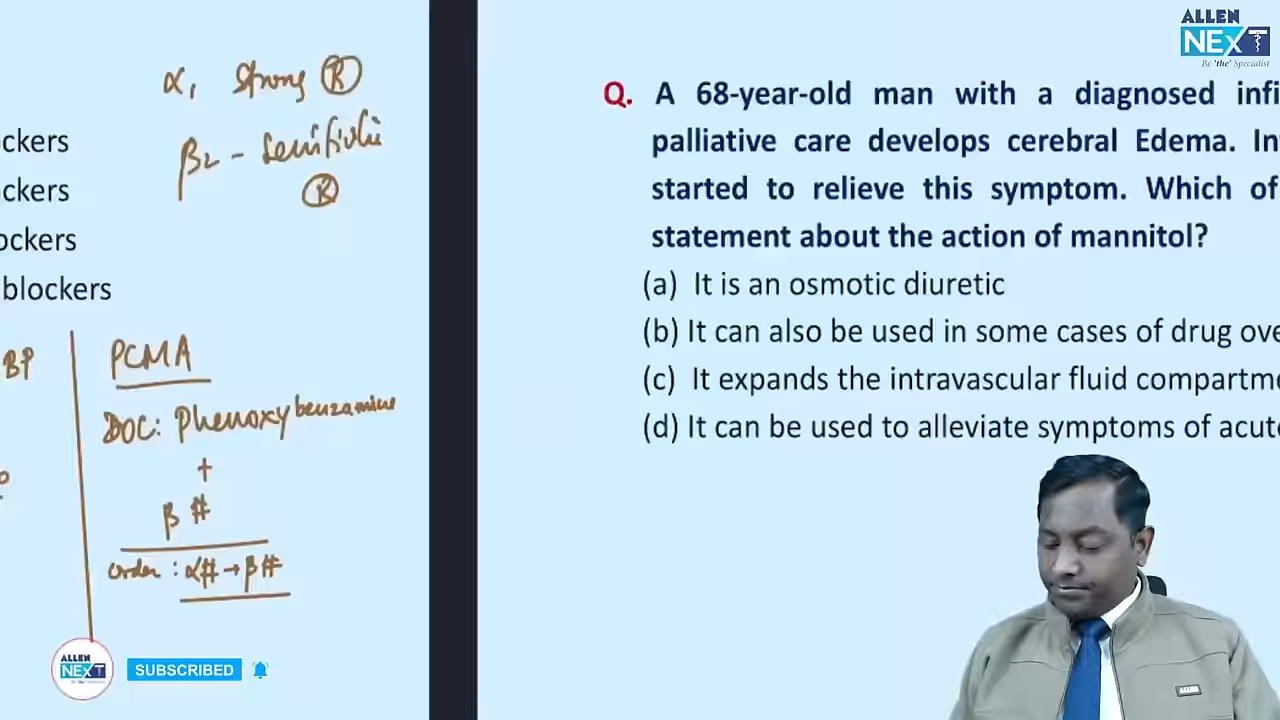 α₁ Strong Ⓡ
ckers
β₂ - Sensitive
ckers
Ⓡ
ockers
blockers
BP
PCMA
DOC: Phenoxybenzamine
+
β #
order : α# → β#
ALLEN
NEXT
Be 'the' Specialist
SUBSCRIBED
ALLEN
NEXT
Be 'the' Specialist
Q. A 68-year-old man with a diagnosed infi
palliative care develops cerebral Edema. In
started to relieve this symptom. Which of
statement about the action of mannitol?
(a) It is an osmotic diuretic
(b) It can also be used in some cases of drug ove
(c) It expands the intravascular fluid compartme
(d) It can be used to alleviate symptoms of acute